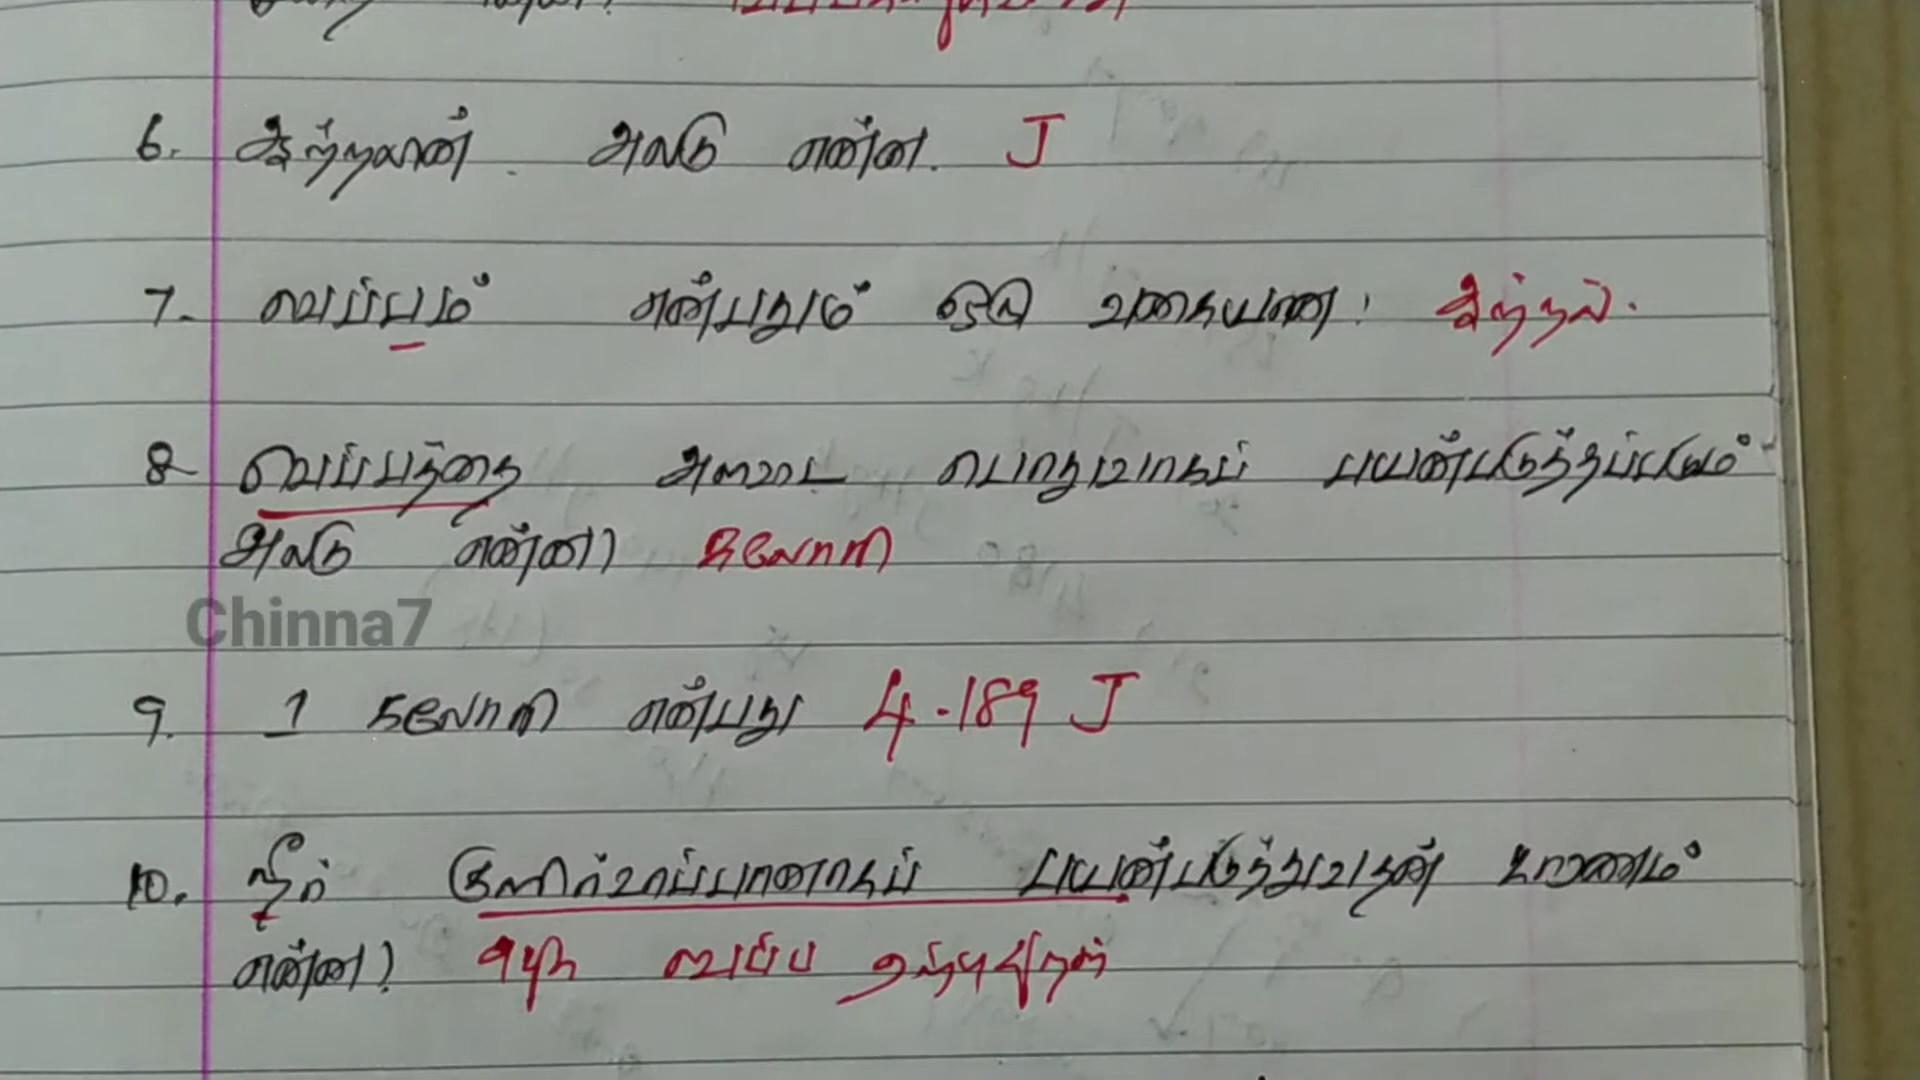 6. ஆற்றலின் அலகு என்ன. J
7. வெப்பம் என்பதும் ஒரு வகையான: ஆற்றல்.
8 வெப்பத்தை அளவிட பொதுவாகப் பயன்படுத்தப்படும்
அலகு என்ன? கலோரி
Chinna7
9. 1 கலோரி என்பது 4.189 J
10. நீர் குளிர்விப்பானாகப் பயன்படுத்துவதன் காரணம்
என்ன? அதிக வெப்ப ஏற்புத்திறன்